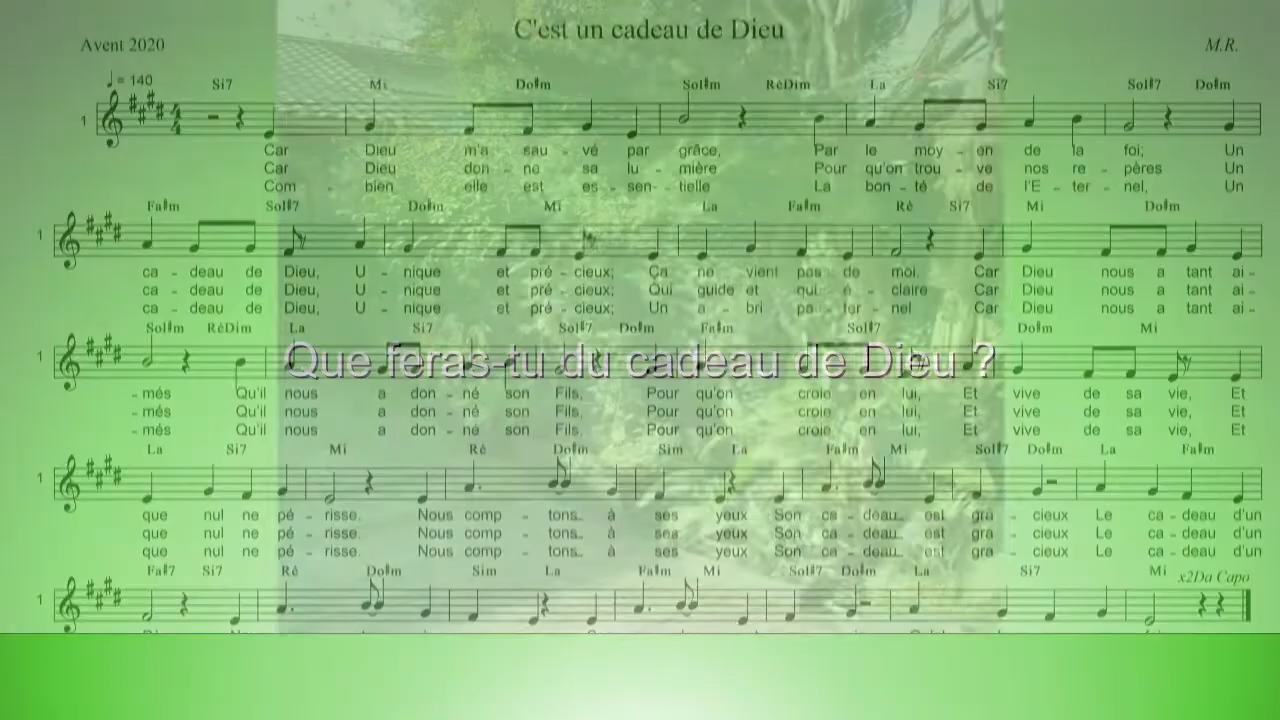 C'est un cadeau de Dieu
Avent 2020
M.R.
♩ = 140
Si7 Mi Do#m Sol#m RéDim La Si7 Sol#7 Do#m
1
Car Dieu m'a sau - vé par grâce, Par le moy - en de la foi; Un
Car Dieu don - ne sa lu - mière Pour qu'on trou - ve nos re - pères Un
Com - bien elle est es - sen - tielle La bon - té de l'E - ter - nel, Un
Fa#m Sol#7 Do#m Mi La Fa#m Ré Si7 Mi Do#m
1
ca - deau de Dieu, U - nique et pré - cieux; Ça ne vient pas de moi. Car Dieu nous a tant ai -
ca - deau de Dieu, U - nique et pré - cieux; Qui guide et qui é - claire Car Dieu nous a tant ai -
ca - deau de Dieu, U - nique et pré - cieux; Un a - bri pa - ter - nel Car Dieu nous a tant ai -
Sol#m RéDim La Si7 Sol#7 Do#m Fa#m Sol#7 Do#m Mi
1
Que feras-tu du cadeau de Dieu ?
- més Qu'il nous a don - né son Fils, Pour qu'on croie en lui, Et vive de sa vie, Et
- més Qu'il nous a don - né son Fils, Pour qu'on croie en lui, Et vive de sa vie, Et
- més Qu'il nous a don - né son Fils, Pour qu'on croie en lui, Et vive de sa vie, Et
La Si7 Mi Ré Do#m Sim La Fa#m Mi Sol#7 Do#m La Fa#m
1
que nul ne pé - risse. Nous comp - tons à ses yeux Son ca - deau est gra - cieux Le ca - deau d'un
que nul ne pé - risse. Nous comp - tons à ses yeux Son ca - deau est gra - cieux Le ca - deau d'un
que nul ne pé - risse. Nous comp - tons à ses yeux Son ca - deau est gra - cieux Le ca - deau d'un
Fa#7 Si7 Ré Do#m Sim La Fa#m Mi Sol#7 Do#m La Si7 Mi x2Da Capo
1